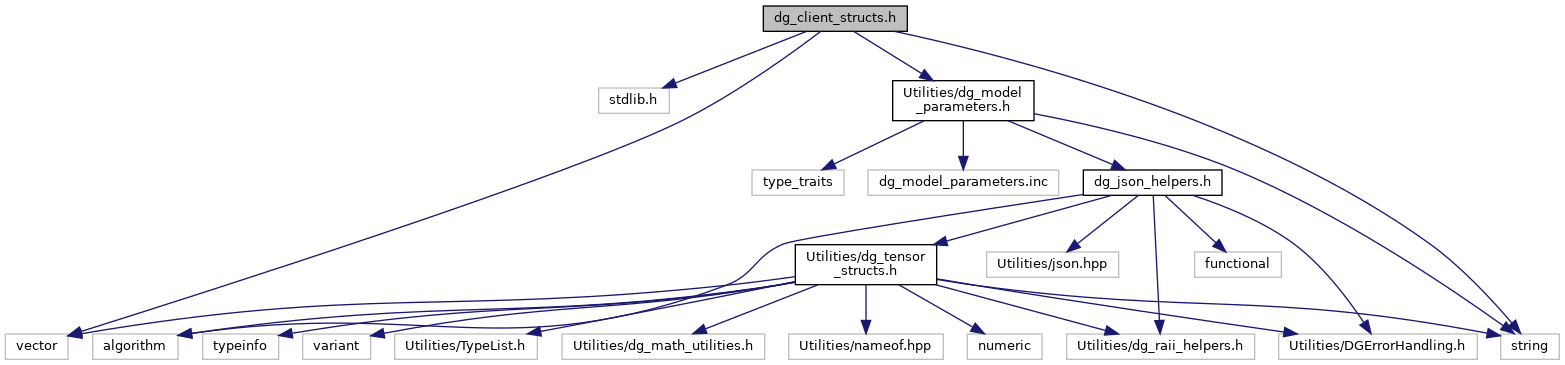 dg_client_structs.h
stdlib.h
Utilities/dg_model
_parameters.h
type_traits
dg_model_parameters.inc
dg_json_helpers.h
Utilities/dg_tensor
_structs.h
Utilities/json.hpp
functional
vector
algorithm
typeinfo
variant
Utilities/TypeList.h
Utilities/dg_math_utilities.h
Utilities/nameof.hpp
numeric
Utilities/dg_raii_helpers.h
Utilities/DGErrorHandling.h
string